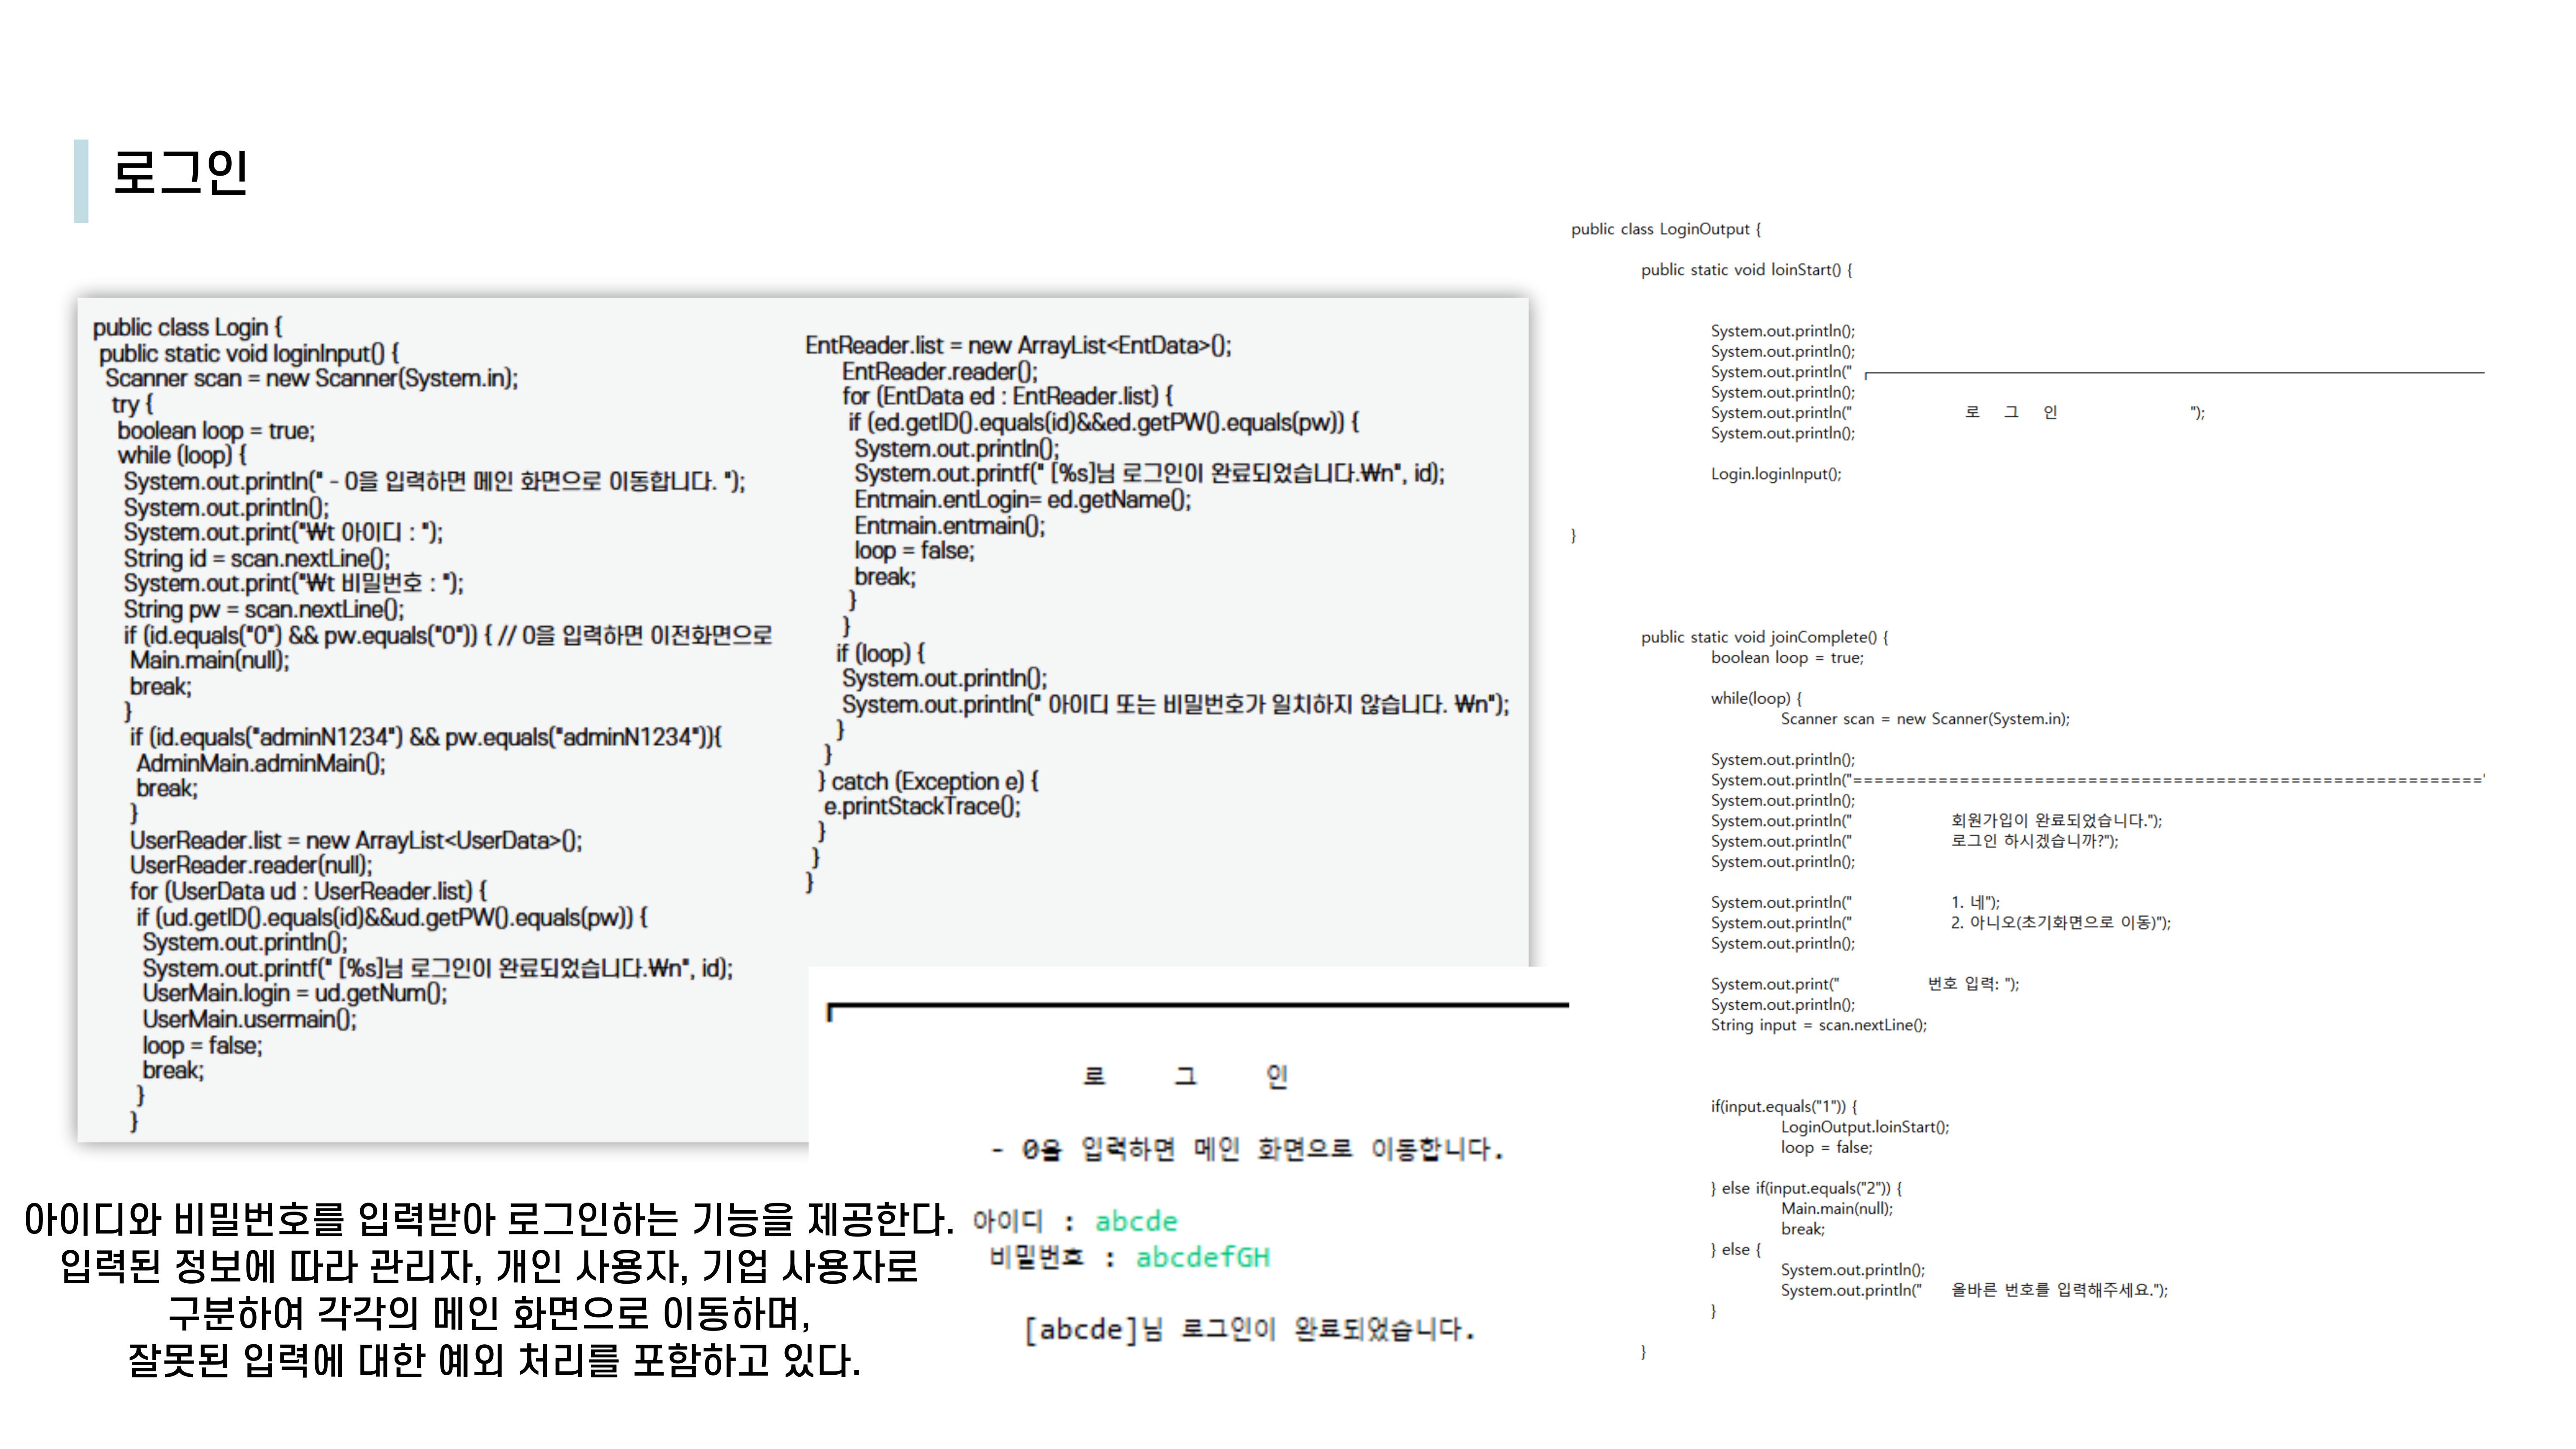 로그인
public class Login {
public static void loginInput() {
Scanner scan = new Scanner(System.in);
try {
boolean loop = true;
while (loop) {
System.out.println(" - 0을 입력하면 메인 화면으로 이동합니다. ");
System.out.println();
System.out.print("₩t 아이디 : ");
String id = scan.nextLine();
System.out.print("₩t 비밀번호 : ");
String pw = scan.nextLine();
if (id.equals("0") && pw.equals("0")) { // 0을 입력하면 이전화면으로
Main.main(null);
break;
}
if (id.equals("adminN1234") && pw.equals("adminN1234")){
AdminMain.adminMain();
break;
}
UserReader.list = new ArrayList<UserData>();
UserReader.reader(null);
for (UserData ud : UserReader.list) {
if (ud.getID().equals(id)&&ud.getPW().equals(pw)) {
System.out.println();
System.out.printf(" [%s]님 로그인이 완료되었습니다.₩n", id);
UserMain.login = ud.getNum();
UserMain.usermain();
loop = false;
break;
}
}
EntReader.list = new ArrayList<EntData>();
EntReader.reader();
for (EntData ed : EntReader.list) {
if (ed.getID().equals(id)&&ed.getPW().equals(pw)) {
System.out.println();
System.out.printf(" [%s]님 로그인이 완료되었습니다.₩n", id);
Entmain.entLogin= ed.getName();
Entmain.entmain();
loop = false;
break;
}
}
if (loop) {
System.out.println();
System.out.println(" 아이디 또는 비밀번호가 일치하지 않습니다. ₩n");
}
}
} catch (Exception e) {
e.printStackTrace();
}
}
}
로 그 인
- 0을 입력하면 메인 화면으로 이동합니다.
아이디 : abcde
비밀번호 : abcdefGH
[abcde]님 로그인이 완료되었습니다.
아이디와 비밀번호를 입력받아 로그인하는 기능을 제공한다.
입력된 정보에 따라 관리자, 개인 사용자, 기업 사용자로
구분하여 각각의 메인 화면으로 이동하며,
잘못된 입력에 대한 예외 처리를 포함하고 있다.
public class LoginOutput {
public static void loinStart() {
System.out.println();
System.out.println();
System.out.println(" ┌─────────────────────────────
System.out.println();
System.out.println(" 로 그 인 ");
System.out.println();
Login.loginInput();
}
public static void joinComplete() {
boolean loop = true;
while(loop) {
Scanner scan = new Scanner(System.in);
System.out.println();
System.out.println("===========================================================
System.out.println();
System.out.println(" 회원가입이 완료되었습니다.");
System.out.println(" 로그인 하시겠습니까?");
System.out.println();
System.out.println(" 1. 네");
System.out.println(" 2. 아니오(초기화면으로 이동)");
System.out.println();
System.out.print(" 번호 입력: ");
System.out.println();
String input = scan.nextLine();
if(input.equals("1")) {
LoginOutput.loinStart();
loop = false;
} else if(input.equals("2")) {
Main.main(null);
break;
} else {
System.out.println();
System.out.println(" 올바른 번호를 입력해주세요.");
}
}